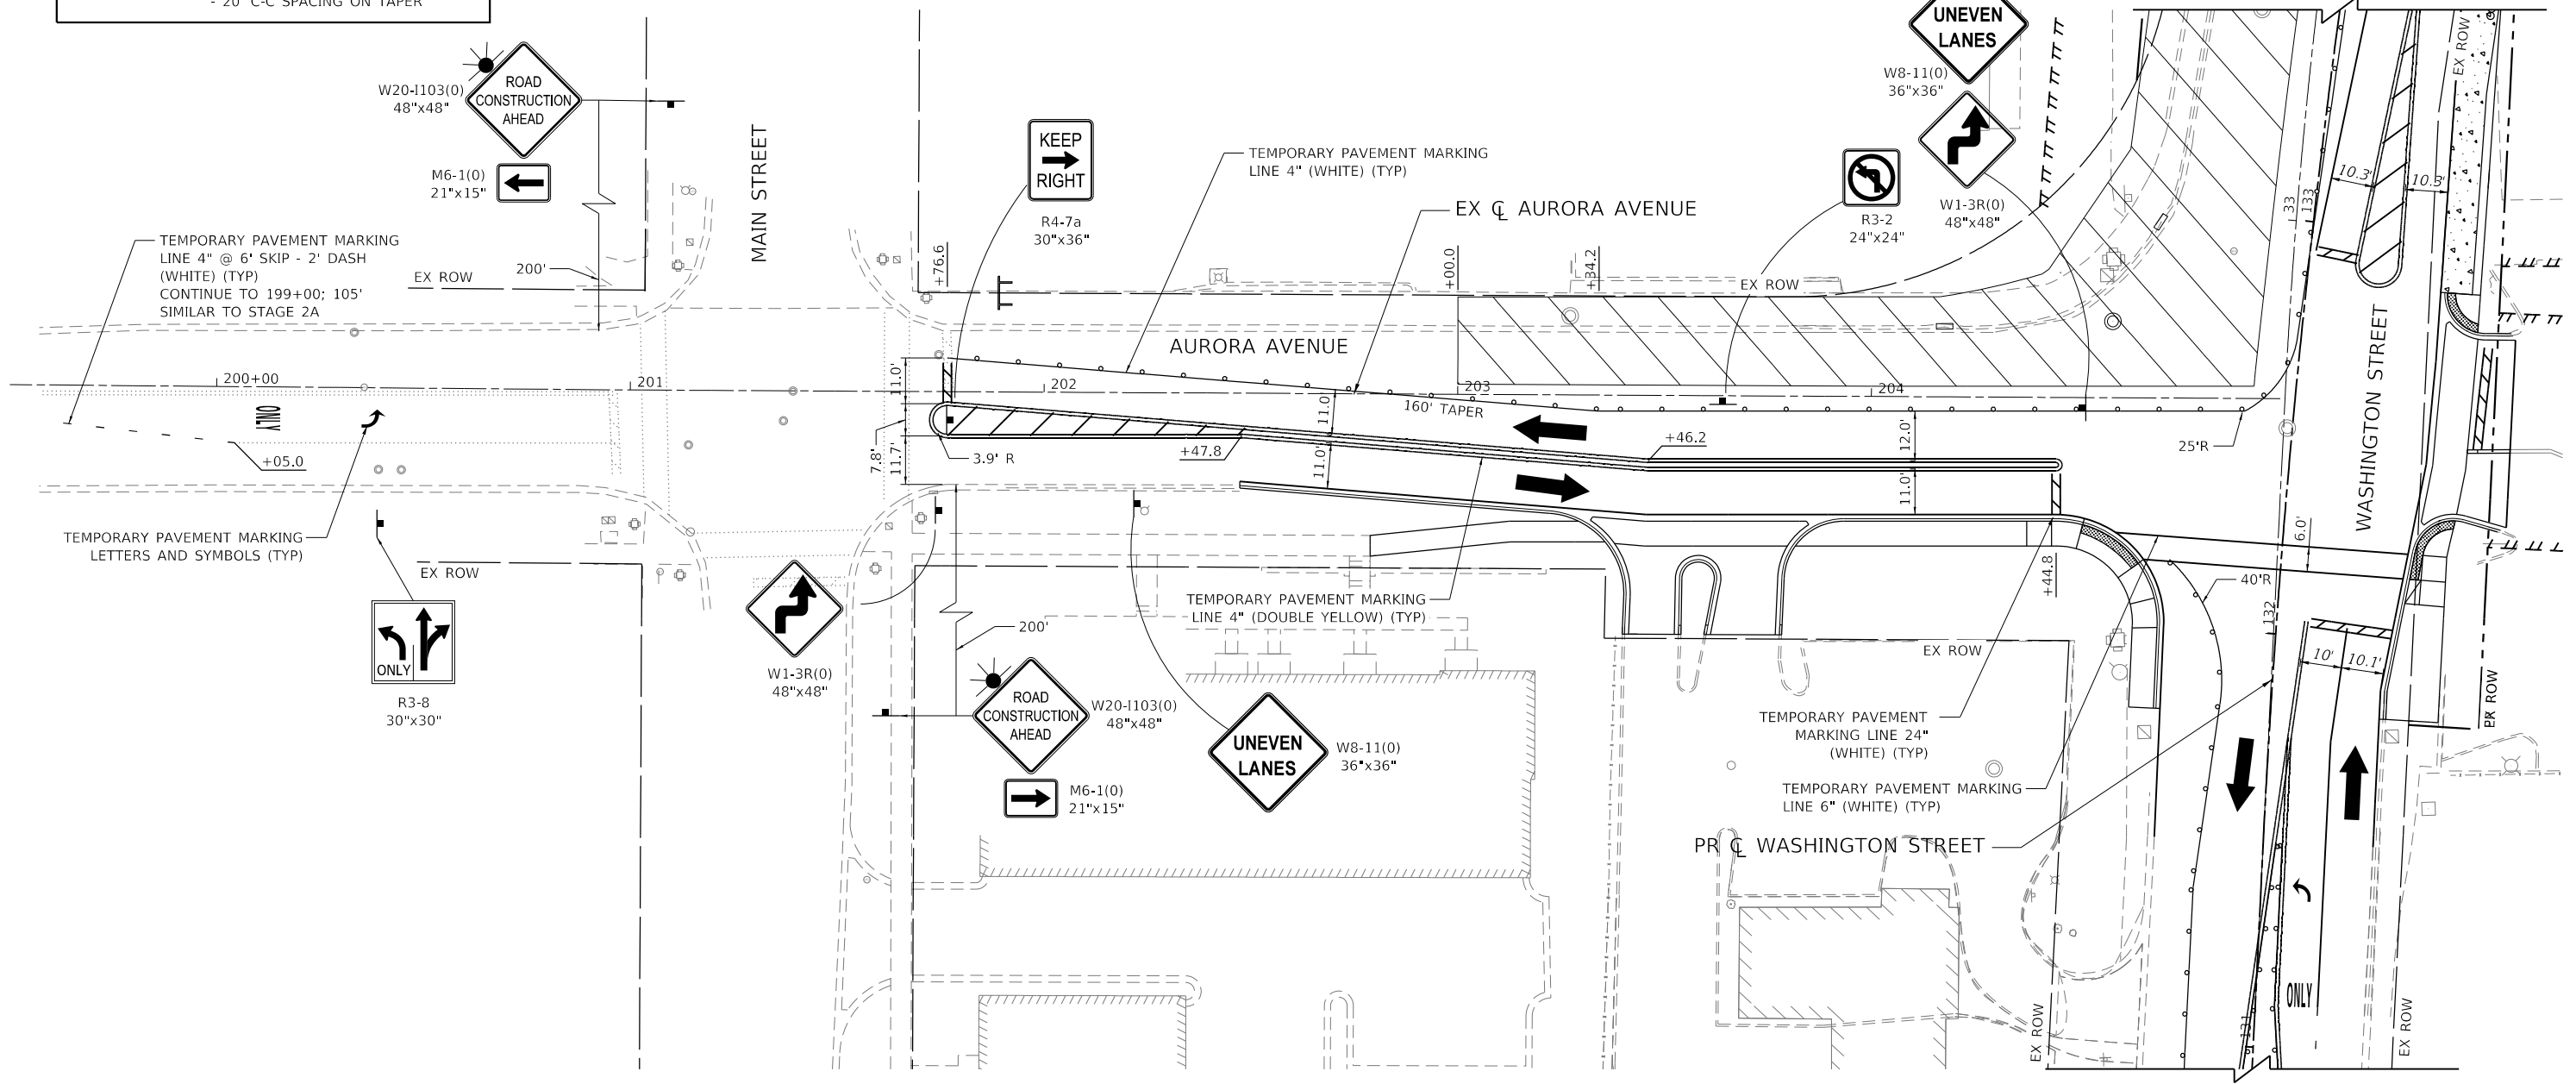 - 20' C-C SPACING ON TAPER
W20-I103(0)
48"x48"
ROAD
CONSTRUCTION
AHEAD
M6-1(0)
21"x15"
TEMPORARY PAVEMENT MARKING
LINE 4" @ 6' SKIP - 2' DASH
(WHITE) (TYP)
CONTINUE TO 199+00; 105'
SIMILAR TO STAGE 2A
EX ROW
200'
MAIN STREET
KEEP
RIGHT
R4-7a
30"x36"
+76.6
TEMPORARY PAVEMENT MARKING
LINE 4" (WHITE) (TYP)
EX ℄ AURORA AVENUE
+00.0
+34.2
UNEVEN
LANES
W8-11(0)
36"x36"
R3-2
24"x24"
W1-3R(0)
48"x48"
EX ROW
33
133
10.3'
10.3'
EX ROW
WASHINGTON STREET
AURORA AVENUE
200+00
201
202
203
204
11.0'
7.8'
11.7'
3.9' R
+47.8
11.0'
11.0'
160' TAPER
+46.2
12.0'
11.0'
25'R
ONLY
+05.0
TEMPORARY PAVEMENT MARKING
LETTERS AND SYMBOLS (TYP)
EX ROW
ONLY
R3-8
30"x30"
W1-3R(0)
48"x48"
200'
ROAD
CONSTRUCTION
AHEAD
W20-I103(0)
48"x48"
M6-1(0)
21"x15"
TEMPORARY PAVEMENT MARKING
LINE 4" (DOUBLE YELLOW) (TYP)
UNEVEN
LANES
W8-11(0)
36"x36"
+44.8
6.0'
40'R
132
EX ROW
10'
10.1'
TEMPORARY PAVEMENT
MARKING LINE 24"
(WHITE) (TYP)
TEMPORARY PAVEMENT MARKING
LINE 6" (WHITE) (TYP)
PR ℄ WASHINGTON STREET
ROW
ONLY
131
EX ROW
EX ROW